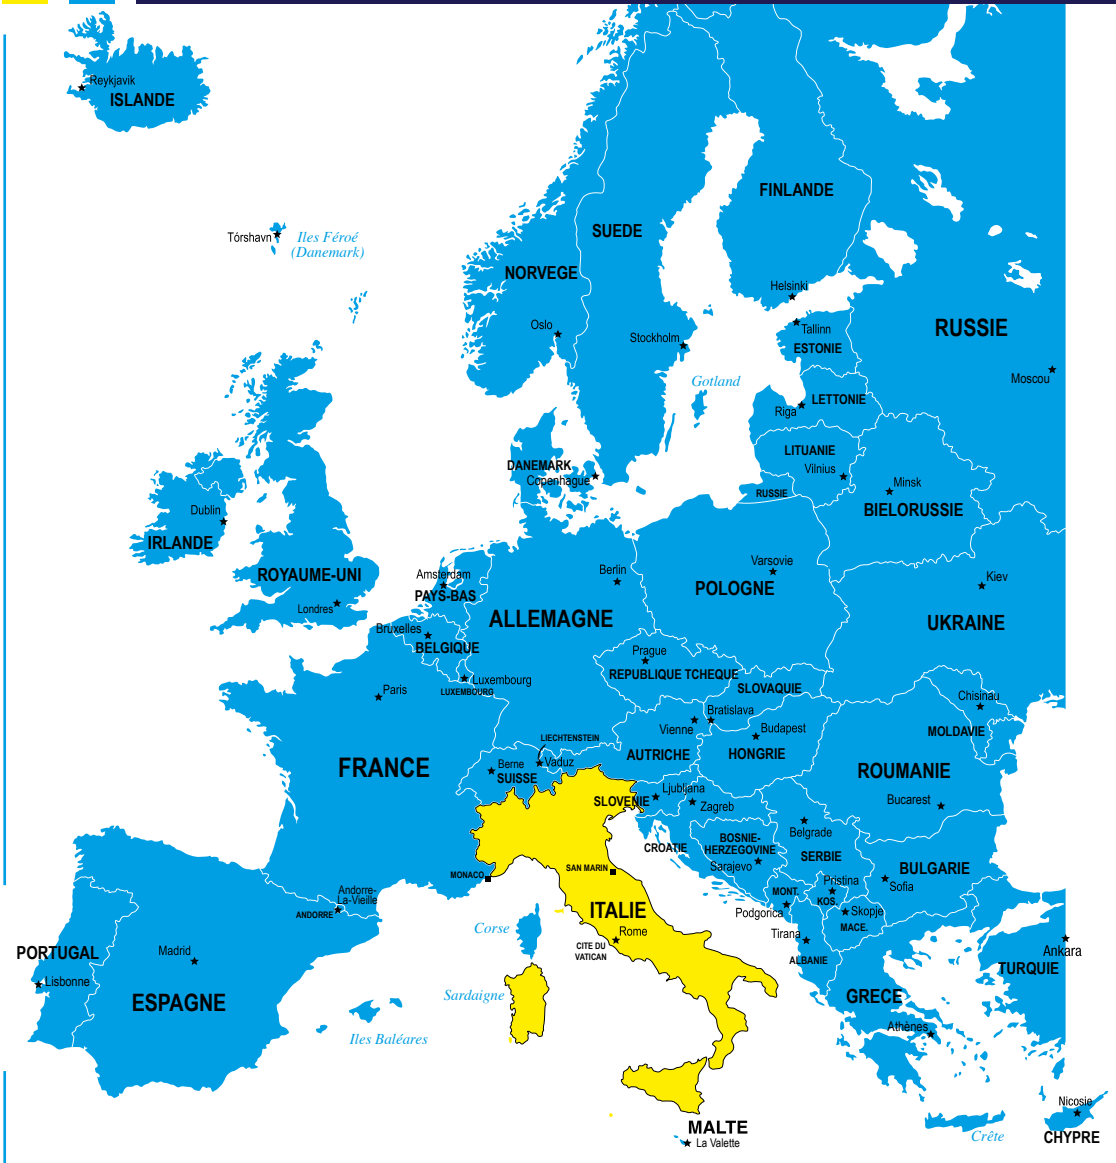 Reykjavik
ISLANDE
FINLANDE
SUEDE
Tórshavn
Iles Féroé
(Danemark)
NORVEGE
Helsinki
Oslo
Tallinn
Stockholm
ESTONIE
RUSSIE
Moscou
Gotland
LETTONIE
Riga
LITUANIE
Vilnius
DANEMARK
Copenhague
RUSSIE
Minsk
BIELORUSSIE
Dublin
IRLANDE
ROYAUME-UNI
Londres
Amsterdam
PAYS-BAS
Berlin
Varsovie
POLOGNE
Kiev
ALLEMAGNE
UKRAINE
Bruxelles
BELGIQUE
Prague
REPUBLIQUE TCHEQUE
Luxembourg
LUXEMBOURG
SLOVAQUIE
Paris
Chisinau
Bratislava
Vienne
Budapest
MOLDAVIE
LIECHTENSTEIN
AUTRICHE
HONGRIE
Berne
Vaduz
SUISSE
FRANCE
ROUMANIE
Ljubljana
SLOVENIE
Zagreb
Bucarest
Belgrade
BOSNIE-
HERZEGOVINE
CROATIE
SERBIE
Sarajevo
BULGARIE
MONACO
SAN MARIN
Pristina
Sofia
Andorre-
La-Vieille
ANDORRE
MONT.
KOS.
ITALIE
Podgorica
Skopje
MACE.
Corse
Rome
CITE DU
VATICAN
Tirana
ALBANIE
PORTUGAL
Madrid
Lisbonne
Ankara
TURQUIE
ESPAGNE
Sardaigne
GRECE
Iles Baléares
Athènes
Nicosie
MALTE
La Valette
Crête
CHYPRE